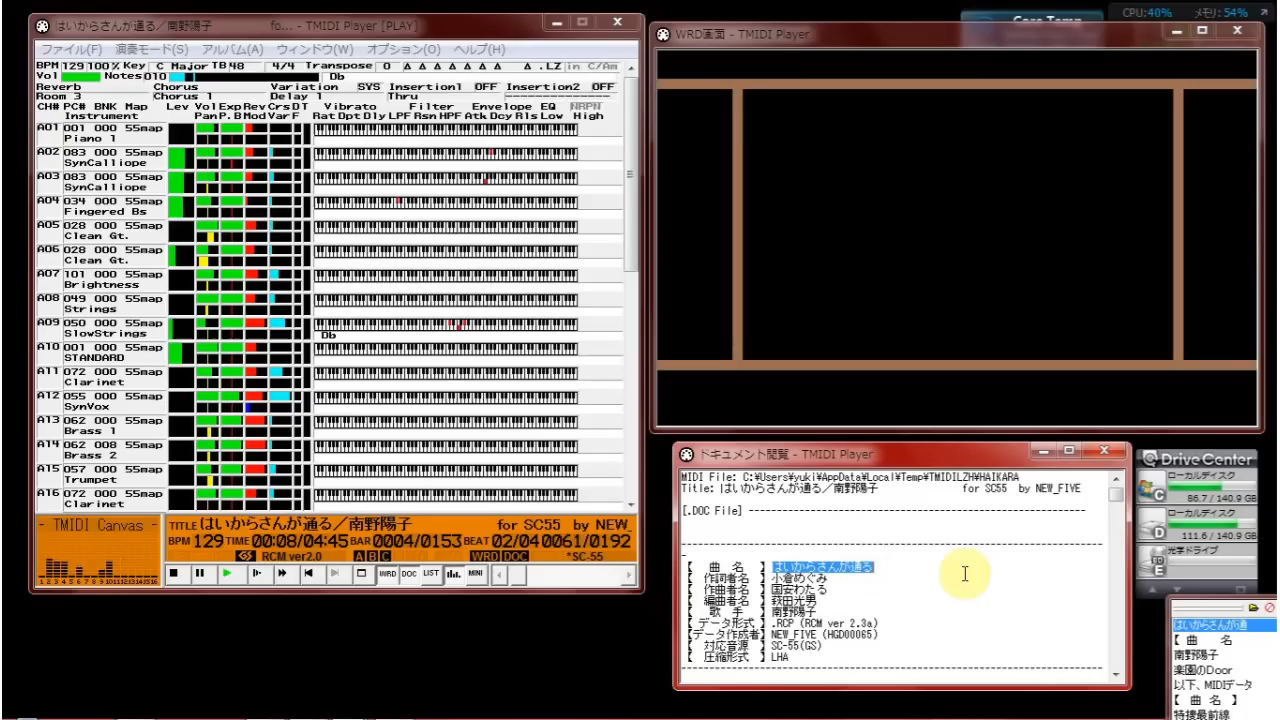 はいからさんが通る／南野陽子 fo... - TMIDI Player [PLAY]
ファイル(F) 演奏モード(S) アルバム(A) ウィンドウ(W) オプション(O) ヘルプ(H)
BPM 129 100% Key C Major TB 48 4/4 Transpose 0 .LZ in C/Am
Vol Notes 010 Db
Reverb Chorus Variation SYS Insertion1 OFF Insertion2 OFF
Room 3 Chorus 1 Delay 1 Thru
CH# PC# BNK Map Lev Vol Exp Rev Crs DT Vibrato Filter Envelope EQ NRPN
Instrument Pan P.B Mod Var F Rat Dpt Dly LPF Rsn HPF Atk Dcy Rls Low High
A01 001 000 55map
Piano 1
A02 083 000 55map
SynCalliope
A03 083 000 55map
SynCalliope
A04 034 000 55map
Fingered Bs
A05 028 000 55map
Clean Gt.
A06 028 000 55map
Clean Gt.
A07 101 000 55map
Brightness
A08 049 000 55map
Strings
A09 050 000 55map
SlowStrings Db
A10 001 000 55map
STANDARD
A11 072 000 55map
Clarinet
A12 055 000 55map
SynVox
A13 062 000 55map
Brass 1
A14 062 008 55map
Brass 2
A15 057 000 55map
Trumpet
A16 072 000 55map
Clarinet
- TMIDI Canvas -
1 2 3 4 5 6 7 8 9 10111213141516
TITLE はいからさんが通る／南野陽子 for SC55 by NEW_
BPM 129 TIME 00:08/04:45 BAR 0004/0153 BEAT 02/04 0061/0192
RCM ver2.0 A B C WRD DOC *SC-55
WRD DOC LIST MINI
WRD画面 - TMIDI Player
Core Temp
CPU:40% メモリ:54%
ドキュメント閲覧 - TMIDI Player
MIDI File: C:¥Users¥yuki¥AppData¥Local¥Temp¥TMIDILZH¥HAIKARA
Title: はいからさんが通る／南野陽子 for SC55 by NEW_FIVE
[.DOC File] --------------------------------
【 曲 名 】はいからさんが通る
【 作詞者名 】小倉めぐみ
【 作曲者名 】国安わたる
【 編曲者名 】萩田光男
【 歌 手 】南野陽子
【 データ形式 】.RCP (RCM ver 2.3a)
【データ作成者】NEW_FIVE (HGD00065)
【 対応音源 】SC-55(GS)
【 圧縮形式 】LHA
DriveCenter
ローカルディスク
C
86.7 / 140.9 GB
ローカルディスク
D
111.6 / 140.9GB
光学ドライブ
E
はいからさんが通
【 曲 名
南野陽子
楽園のDoor
以下、MIDIデータ
【 曲 名 】
特捜最前線